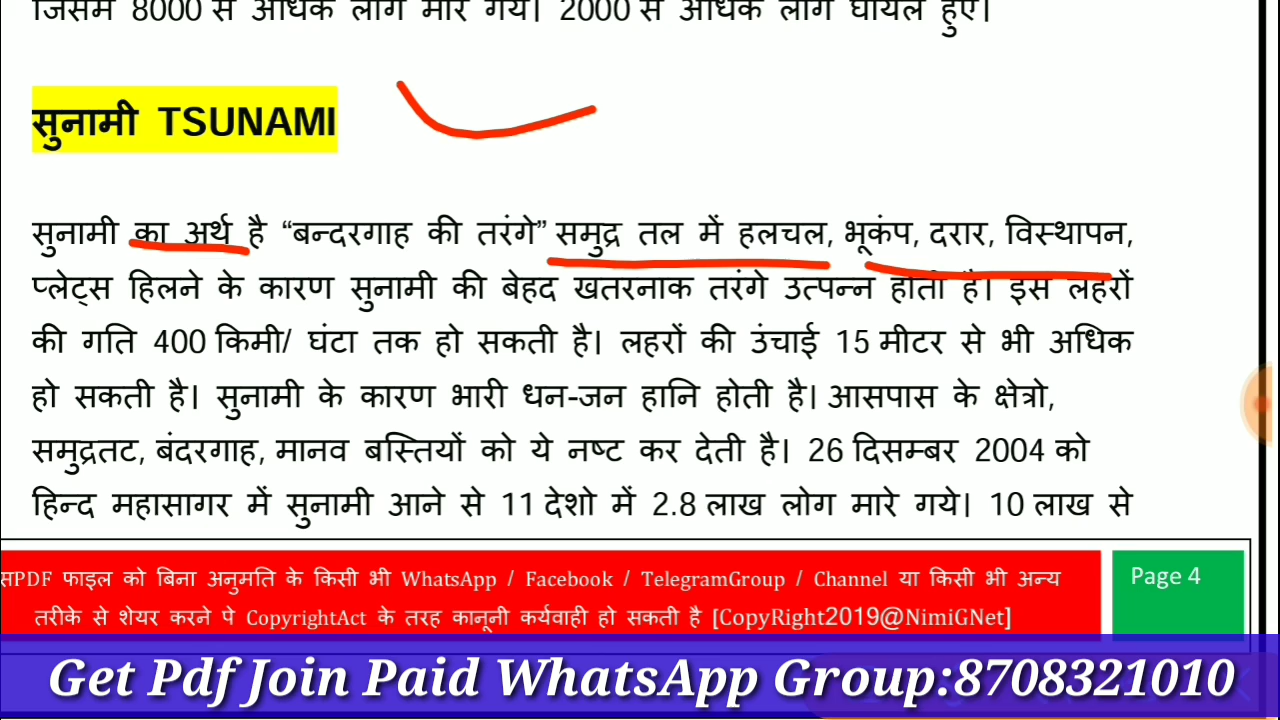 जिसमें 8000 से अधिक लोग मारे गये। 2000 से अधिक लोग घायल हुए।
सुनामी TSUNAMI
सुनामी का अर्थ है “बन्दरगाह की तरंगे” समुद्र तल में हलचल, भूकंप, दरार, विस्थापन,
प्लेट्स हिलने के कारण सुनामी की बेहद खतरनाक तरंगे उत्पन्न होती है। इस लहरों
की गति 400 किमी/ घंटा तक हो सकती है। लहरों की उंचाई 15 मीटर से भी अधिक
हो सकती है। सुनामी के कारण भारी धन-जन हानि होती है। आसपास के क्षेत्रो,
समुद्रतट, बंदरगाह, मानव बस्तियों को ये नष्ट कर देती है। 26 दिसम्बर 2004 को
हिन्द महासागर में सुनामी आने से 11 देशो में 2.8 लाख लोग मारे गये। 10 लाख से
सPDF फाइल को बिना अनुमति के किसी भी WhatsApp / Facebook / TelegramGroup / Channel या किसी भी अन्य
तरीके से शेयर करने पे CopyrightAct के तरह कानूनी कर्यवाही हो सकती है [CopyRight2019@NimiGNet]
Page 4
Get Pdf Join Paid WhatsApp Group:8708321010